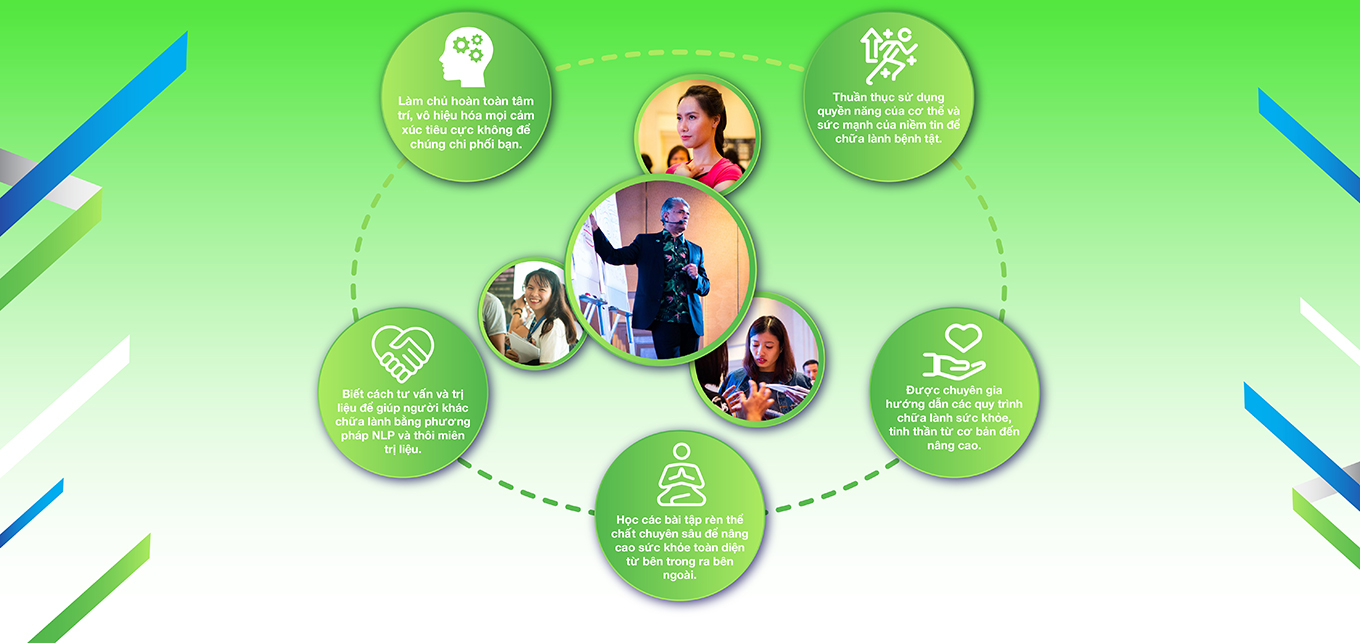 Làm chủ hoàn toàn tâm
trí, vô hiệu hóa mọi cảm
xúc tiêu cực không để
chúng chi phối bạn.
Thuần thục sử dụng
quyền năng của cơ thể và
sức mạnh của niềm tin để
chữa lành bệnh tật.
Biết cách tư vấn và trị
liệu để giúp người khác
chữa lành bằng phương
pháp NLP và thôi miên
trị liệu.
Được chuyên gia
hướng dẫn các quy trình
chữa lành sức khỏe,
tinh thần từ cơ bản đến
nâng cao.
Học các bài tập rèn thể
chất chuyên sâu để nâng
cao sức khỏe toàn diện
từ bên trong ra bên
ngoài.